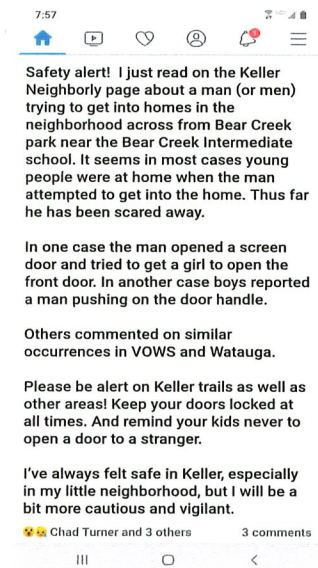 7:57
Safety alert! I just read on the Keller
Neighborly page about a man (or men)
trying to get into homes in the
neighborhood across from Bear Creek
park near the Bear Creek Intermediate
school. It seems in most cases young
people were at home when the man
attempted to get into the home. Thus far
he has been scared away.
In one case the man opened a screen
door and tried to get a girl to open the
front door. In another case boys reported
a man pushing on the door handle.
Others commented on similar
occurrences in VOWS and Watauga.
Please be alert on Keller trails as well as
other areas! Keep your doors locked at
all times. And remind your kids never to
open a door to a stranger.
I've always felt safe in Keller, especially
in my little neighborhood, but I will be a
bit more cautious and vigilant.
Chad Turner and 3 others 3 comments